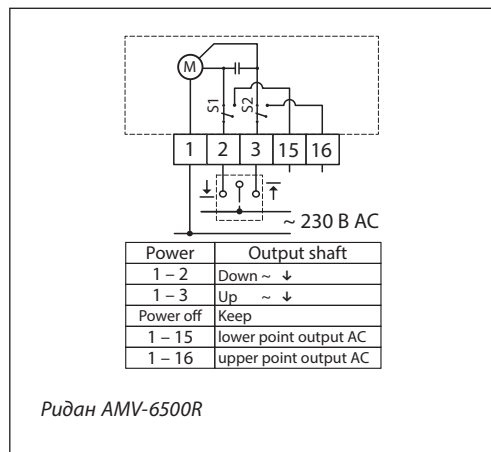 M
S1 S2
1 2 3 15 16
~ 230 В AC
Power Output shaft
1 – 2 Down ~ ↓
1 – 3 Up ~ ↓
Power off Keep
1 – 15 lower point output AC
1 – 16 upper point output AC
Ридан AMV-6500R